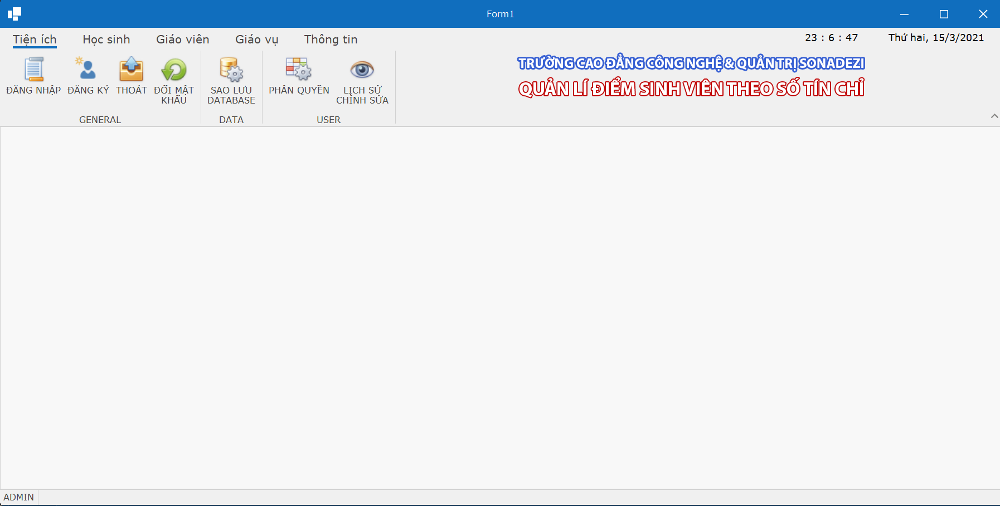 Form1
Tiện ích Học sinh Giáo viên Giáo vụ Thông tin
23 : 6 : 47 Thứ hai, 15/3/2021
ĐĂNG NHẬP
ĐĂNG KÝ
THOÁT
ĐỔI MẬT
KHẨU
GENERAL
SAO LƯU
DATABASE
DATA
PHÂN QUYỀN
LỊCH SỬ
CHỈNH SỬA
USER
TRƯỜNG CAO ĐẲNG CÔNG NGHỆ & QUẢN TRỊ SONADEZI
QUẢN LÍ ĐIỂM SINH VIÊN THEO SỐ TÍN CHỈ
ADMIN